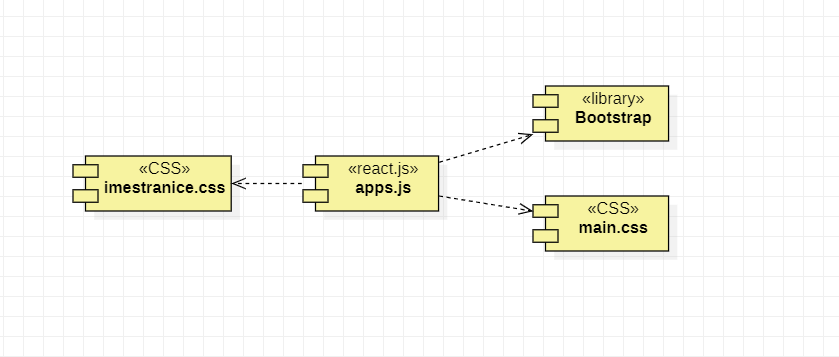 «library»
Bootstrap
«CSS»
imestranice.css
«react.js»
apps.js
«CSS»
main.css